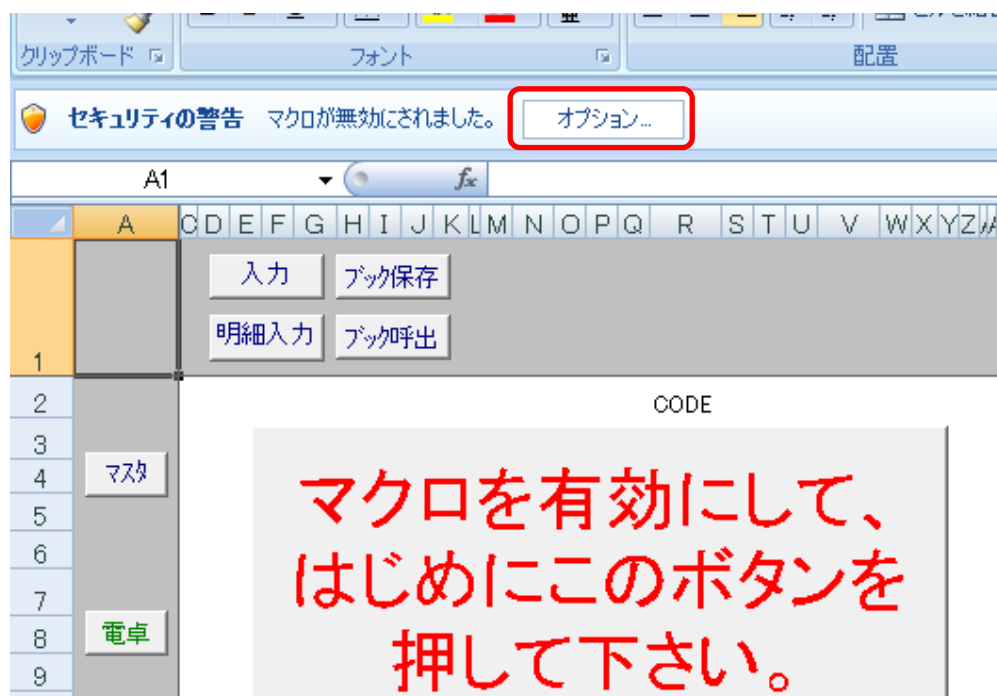 クリップボード フォント 配置
セキュリティの警告 マクロが無効にされました。 オプション...
A1 fx
A C D E F G H I J K L M N O P Q R S T U V W X Y Z
入力 ブック保存
明細入力 ブック呼出
1
2 CODE
3
4 マスタ
5
6
7
8 電卓
9
マクロを有効にして、
はじめにこのボタンを
押して下さい。